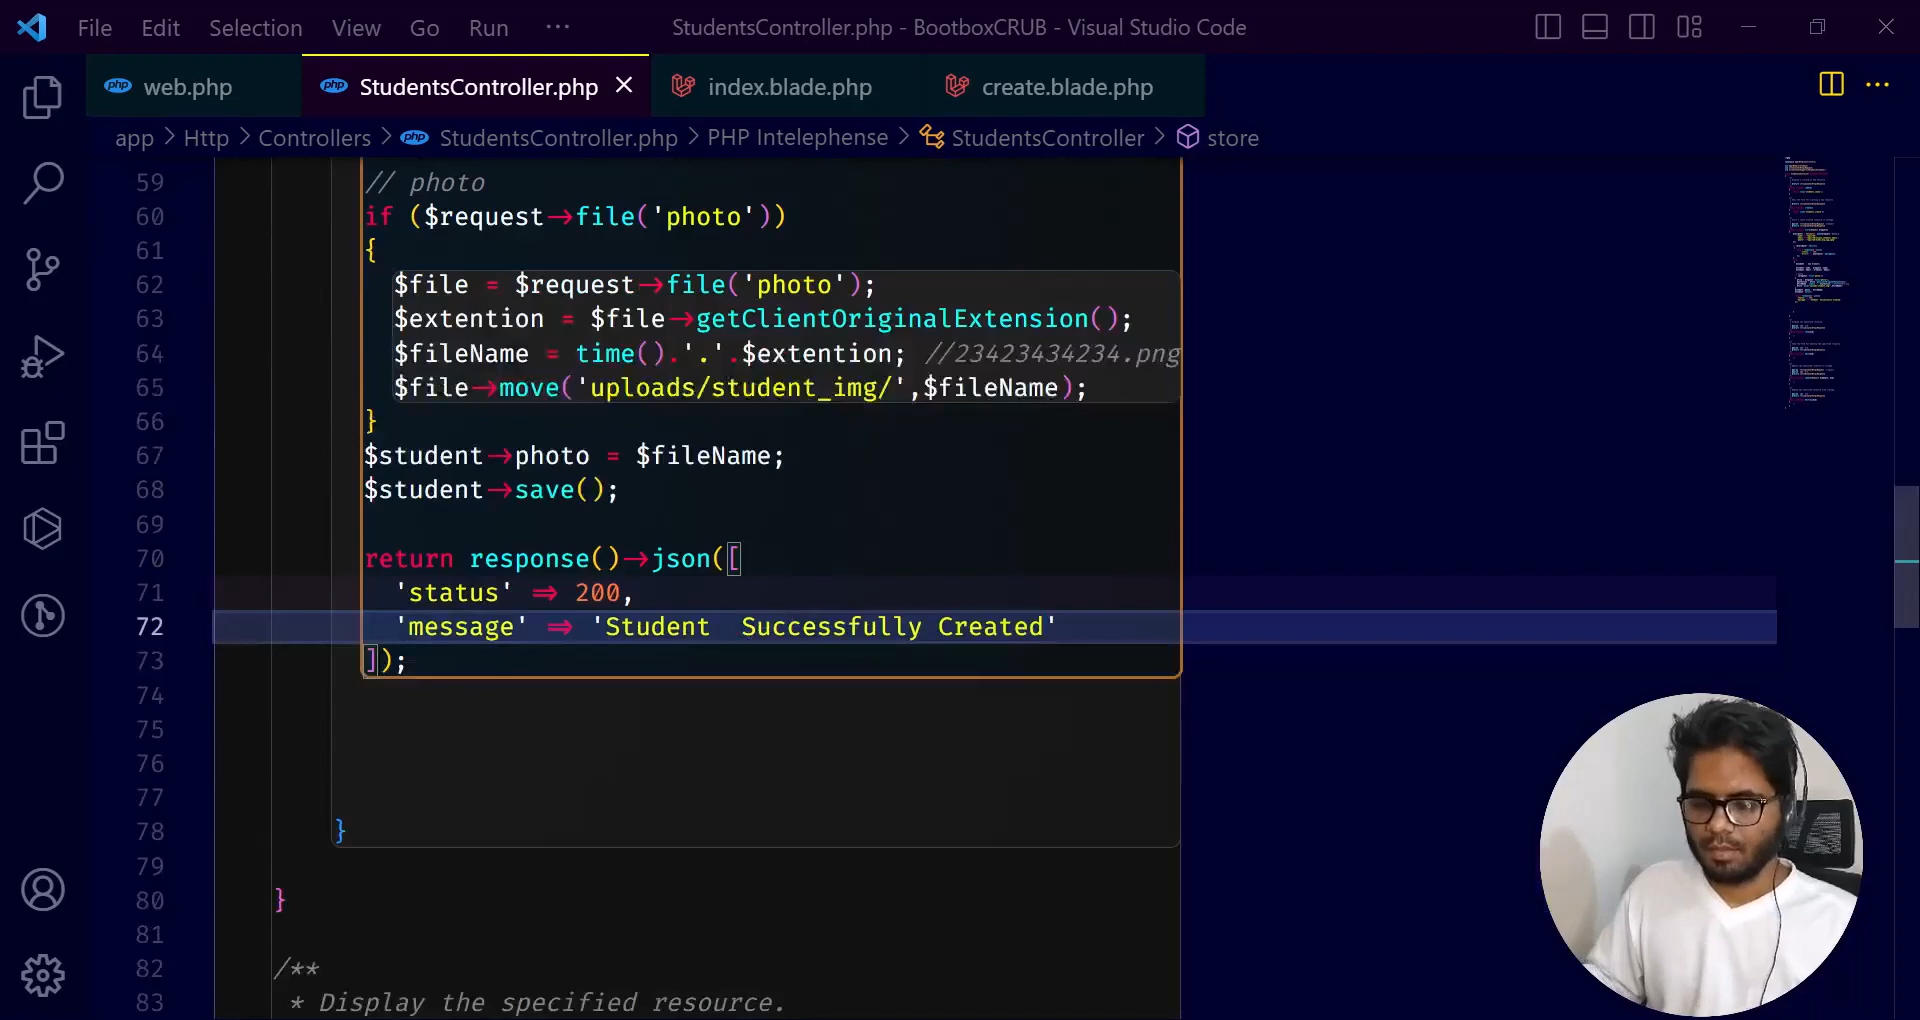 File Edit Selection View Go Run ··· StudentsController.php - BootboxCRUB - Visual Studio Code
php web.php php StudentsController.php index.blade.php create.blade.php
app > Http > Controllers > php StudentsController.php > PHP Intelephense > StudentsController > store
59 // photo
60 if ($request->file('photo'))
61 {
62 $file = $request->file('photo');
63 $extention = $file->getClientOriginalExtension();
64 $fileName = time().'.'.$extention; //23423434234.png
65 $file->move('uploads/student_img/',$fileName);
66 }
67 $student->photo = $fileName;
68 $student->save();
69
70 return response()->json([
71 'status' => 200,
72 'message' => 'Student  Successfully Created'
73 ]);
74
75
76
77
78 }
79
80 }
81
82 /**
83 * Display the specified resource.